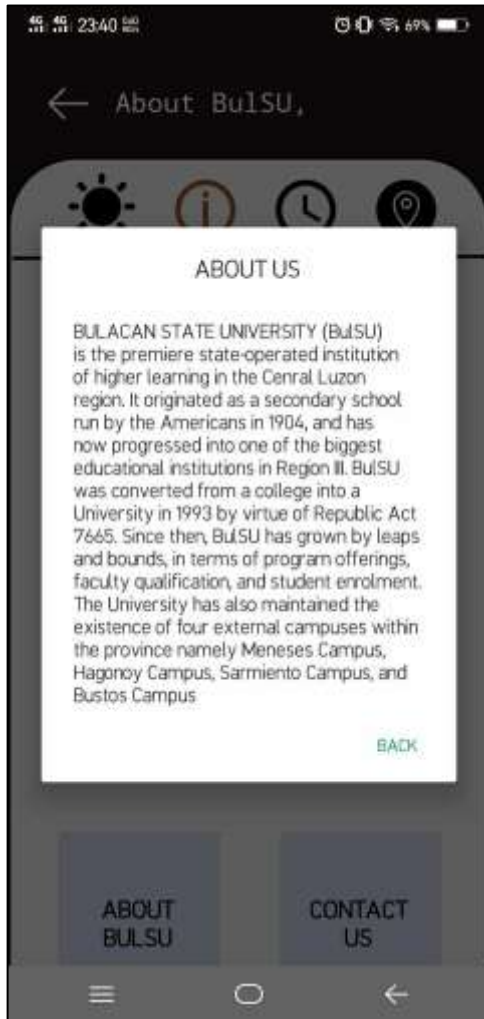 4G 4G 23:40
69%
About BulSU,
ABOUT US
BULACAN STATE UNIVERSITY (BulSU)
is the premiere state-operated institution
of higher learning in the Cenral Luzon
region. It originated as a secondary school
run by the Americans in 1904, and has
now progressed into one of the biggest
educational institutions in Region III. BulSU
was converted from a college into a
University in 1993 by virtue of Republic Act
7665. Since then, BulSU has grown by leaps
and bounds, in terms of program offerings,
faculty qualification, and student enrolment.
The University has also maintained the
existence of four external campuses within
the province namely Meneses Campus,
Hagonoy Campus, Sarmiento Campus, and
Bustos Campus
BACK
ABOUT
BULSU
CONTACT
US